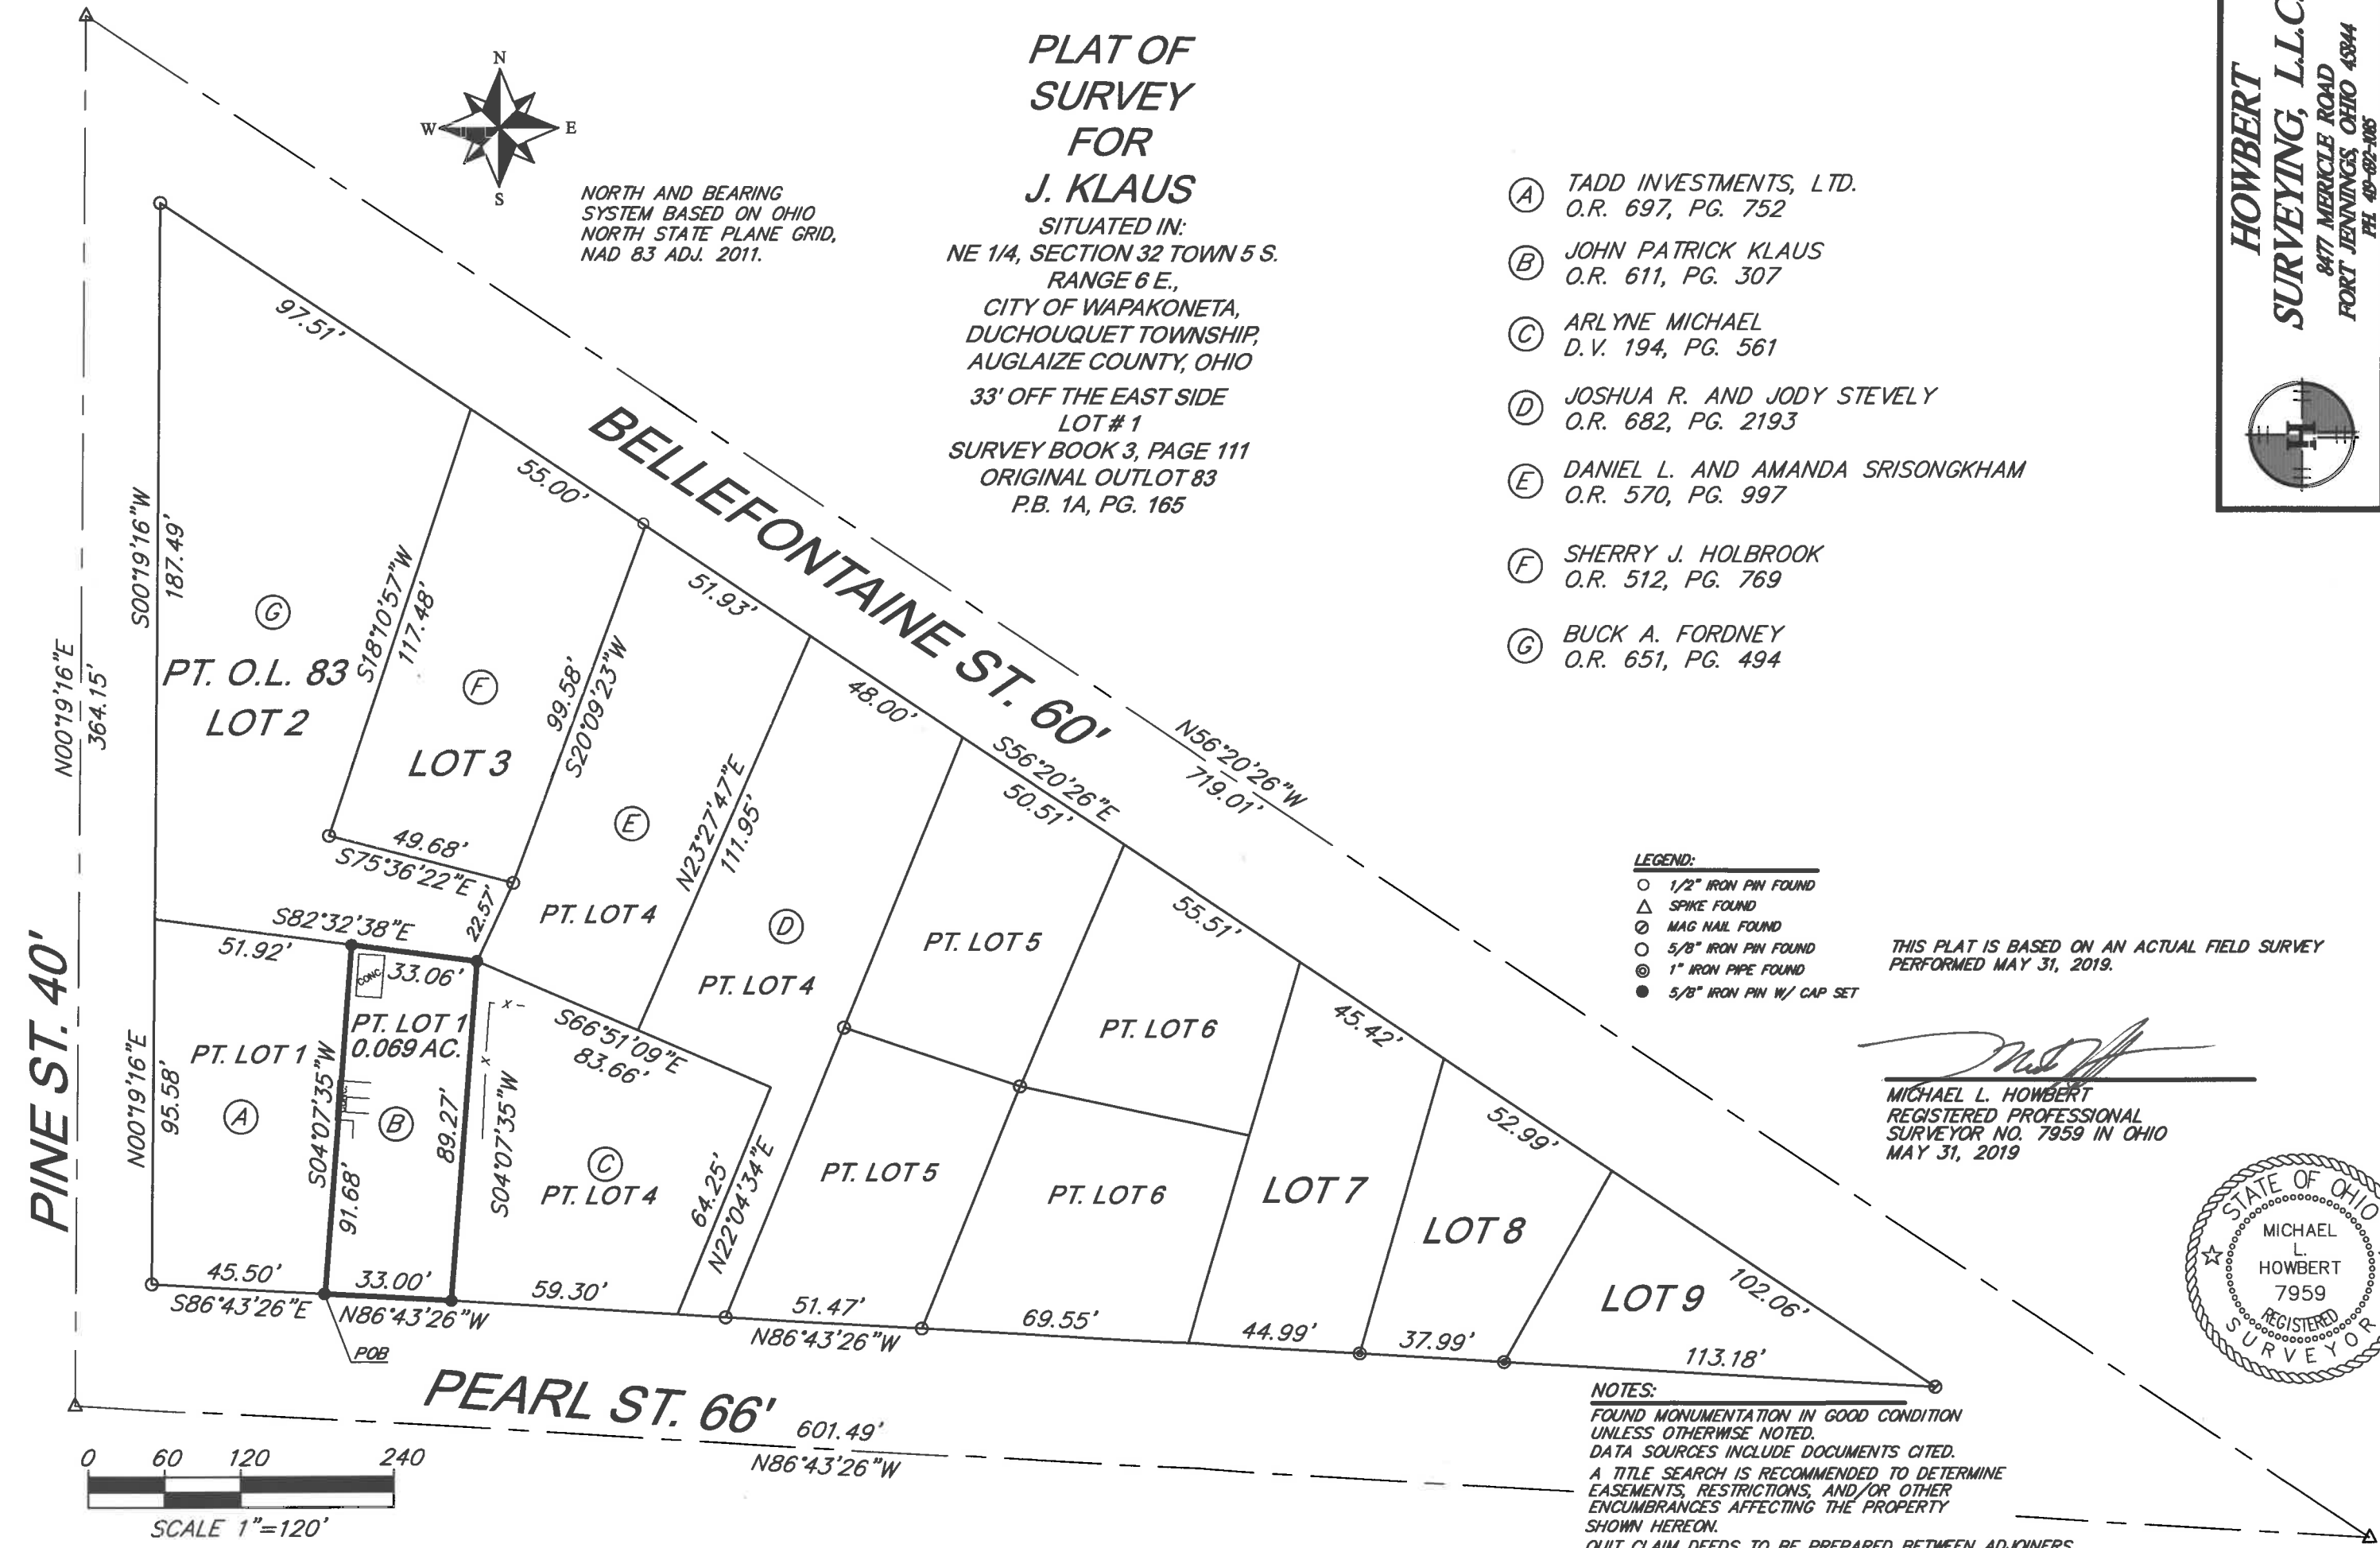 PLAT OF
SURVEY
FOR
J. KLAUS
SITUATED IN:
NE 1/4, SECTION 32 TOWN 5 S.
RANGE 6 E.,
CITY OF WAPAKONETA,
DUCHOUQUET TOWNSHIP,
AUGLAIZE COUNTY, OHIO
33' OFF THE EAST SIDE
LOT # 1
SURVEY BOOK 3, PAGE 111
ORIGINAL OUTLOT 83
P.B. 1A, PG. 165
N
W
E
S
NORTH AND BEARING
SYSTEM BASED ON OHIO
NORTH STATE PLANE GRID,
NAD 83 ADJ. 2011.
HOWBERT
SURVEYING, L.L.C.
8477 MERICLE ROAD
FORT JENNINGS, OHIO 45844
PH. 419-692-1085
H
A TADD INVESTMENTS, LTD.
O.R. 697, PG. 752
B JOHN PATRICK KLAUS
O.R. 611, PG. 307
C ARLYNE MICHAEL
D.V. 194, PG. 561
D JOSHUA R. AND JODY STEVELY
O.R. 682, PG. 2193
E DANIEL L. AND AMANDA SRISONGKHAM
O.R. 570, PG. 997
F SHERRY J. HOLBROOK
O.R. 512, PG. 769
G BUCK A. FORDNEY
O.R. 651, PG. 494
97.51'
55.00'
51.93'
48.00'
S56°20'26"E
50.51'
55.51'
45.42'
52.99'
102.06'
BELLEFONTAINE ST. 60'
N56°20'26"W
719.01'
S00°19'16"W
187.49'
N00°19'16"E
364.15'
G
PT. O.L. 83
LOT 2
S18°10'57"W
117.48'
F
LOT 3
99.58'
S20°09'23"W
49.68'
S75°36'22"E
22.57'
E
PT. LOT 4
N23°27'47"E
111.95'
D
PT. LOT 4
PT. LOT 5
PT. LOT 6
S82°32'38"E
51.92'
33.06'
CONC.
PT. LOT 1
0.069 AC.
PT. LOT 1
A
B
N00°19'16"E
95.58'
S04°07'35"W
91.68'
89.27'
S04°07'35"W
x
x
S66°51'09"E
83.66'
C
PT. LOT 4
64.25'
N22°04'34"E
PT. LOT 5
PT. LOT 6
LOT 7
LOT 8
LOT 9
PINE ST. 40'
45.50'
S86°43'26"E
33.00'
N86°43'26"W
POB
59.30'
51.47'
N86°43'26"W
69.55'
44.99'
37.99'
113.18'
PEARL ST. 66'
601.49'
N86°43'26"W
0 60 120 240
SCALE 1"=120'
LEGEND:
1/2" IRON PIN FOUND
SPIKE FOUND
MAG NAIL FOUND
5/8" IRON PIN FOUND
1" IRON PIPE FOUND
5/8" IRON PIN W/ CAP SET
THIS PLAT IS BASED ON AN ACTUAL FIELD SURVEY
PERFORMED MAY 31, 2019.
MICHAEL L. HOWBERT
REGISTERED PROFESSIONAL
SURVEYOR NO. 7959 IN OHIO
MAY 31, 2019
STATE OF OHIO
MICHAEL
L.
HOWBERT
7959
REGISTERED
SURVEYOR
NOTES:
FOUND MONUMENTATION IN GOOD CONDITION
UNLESS OTHERWISE NOTED.
DATA SOURCES INCLUDE DOCUMENTS CITED.
A TITLE SEARCH IS RECOMMENDED TO DETERMINE
EASEMENTS, RESTRICTIONS, AND/OR OTHER
ENCUMBRANCES AFFECTING THE PROPERTY
SHOWN HEREON.
QUIT CLAIM DEEDS TO BE PREPARED BETWEEN ADJOINERS